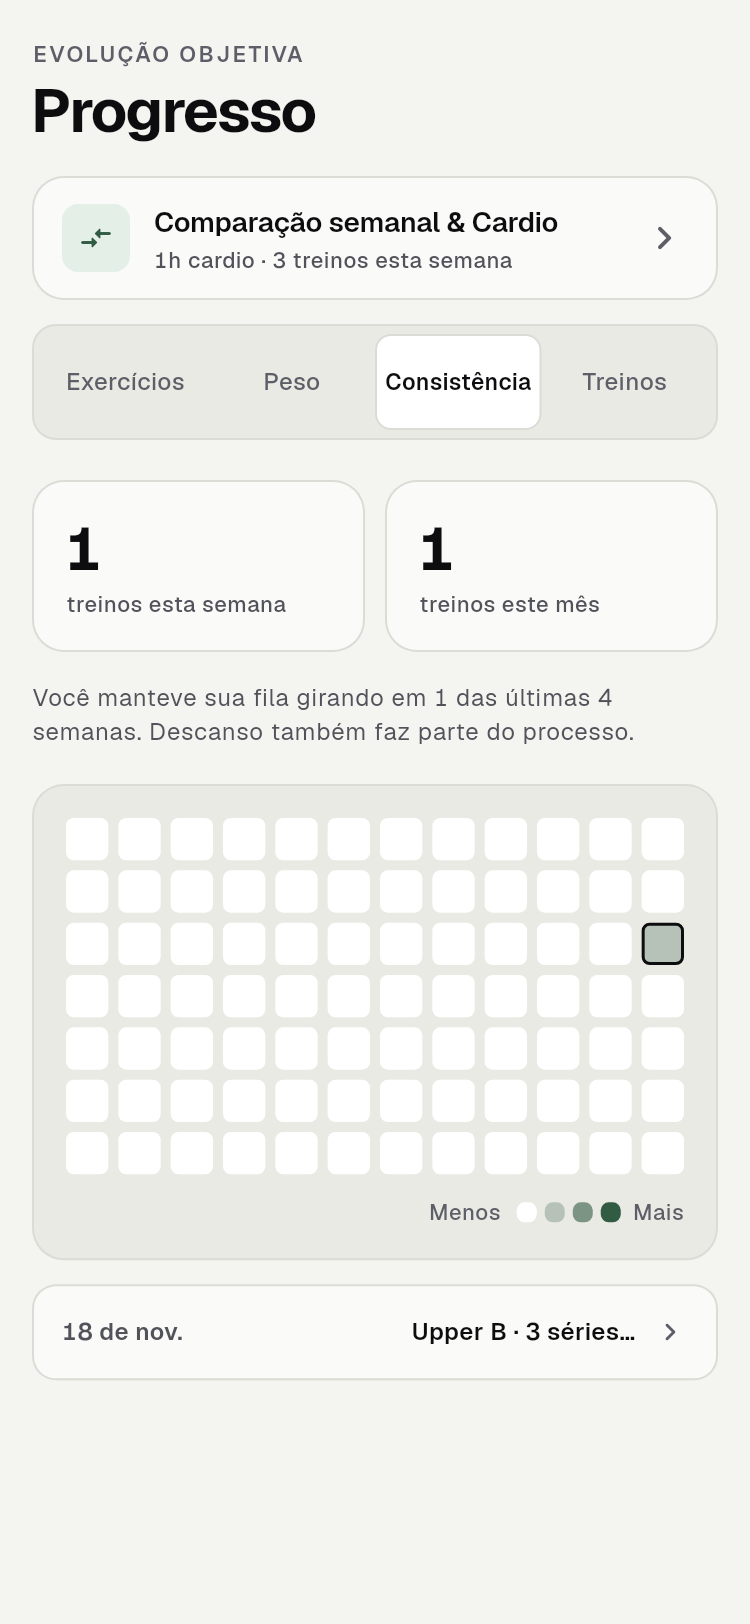 EVOLUÇÃO OBJETIVA
Progresso
Comparação semanal & Cardio
1h cardio · 3 treinos esta semana
Exercícios Peso Consistência Treinos
1
treinos esta semana
1
treinos este mês
Você manteve sua fila girando em 1 das últimas 4
semanas. Descanso também faz parte do processo.
Menos Mais
18 de nov. Upper B · 3 séries...